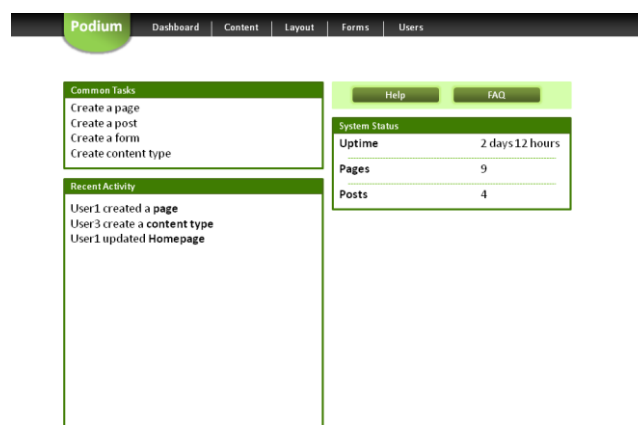 Podium Dashboard Content Layout Forms Users
Common Tasks
Create a page
Create a post
Create a form
Create content type
Recent Activity
User1 created a page
User3 create a content type
User1 updated Homepage
Help FAQ
System Status
Uptime 2 days 12 hours
Pages 9
Posts 4